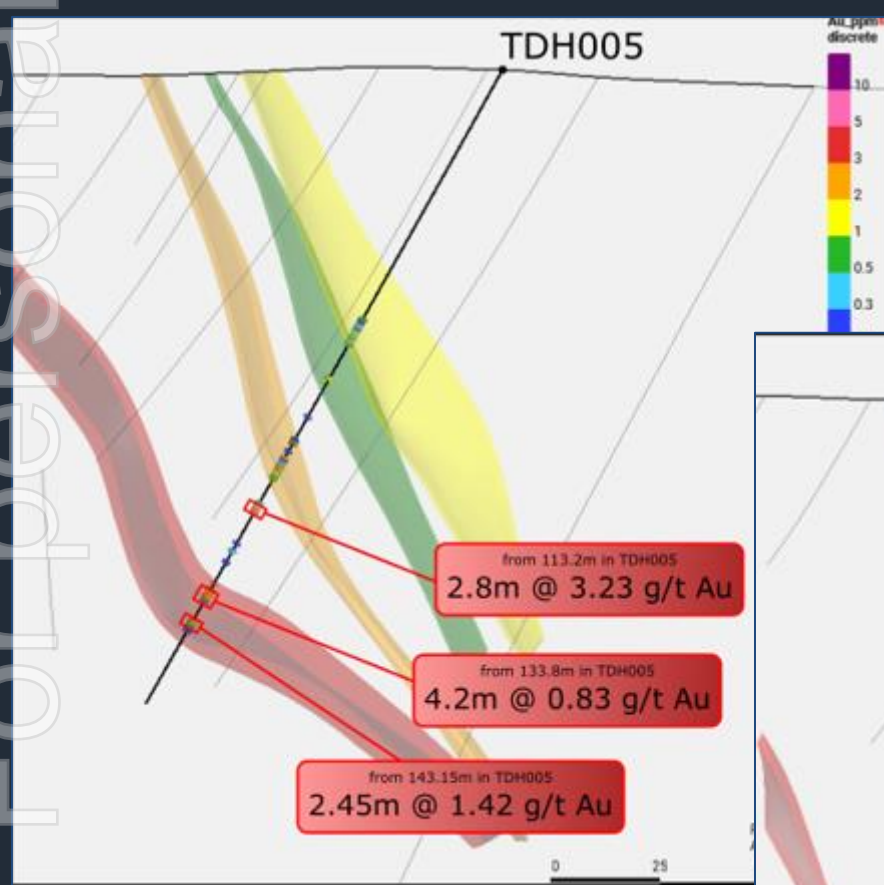 For personal
TDH005
Au_ppm
discrete
10
5
3
2
1
0.5
0.3
from 113.2m in TDH005
2.8m @ 3.23 g/t Au
from 133.8m in TDH005
4.2m @ 0.83 g/t Au
from 143.15m in TDH005
2.45m @ 1.42 g/t Au
0 25